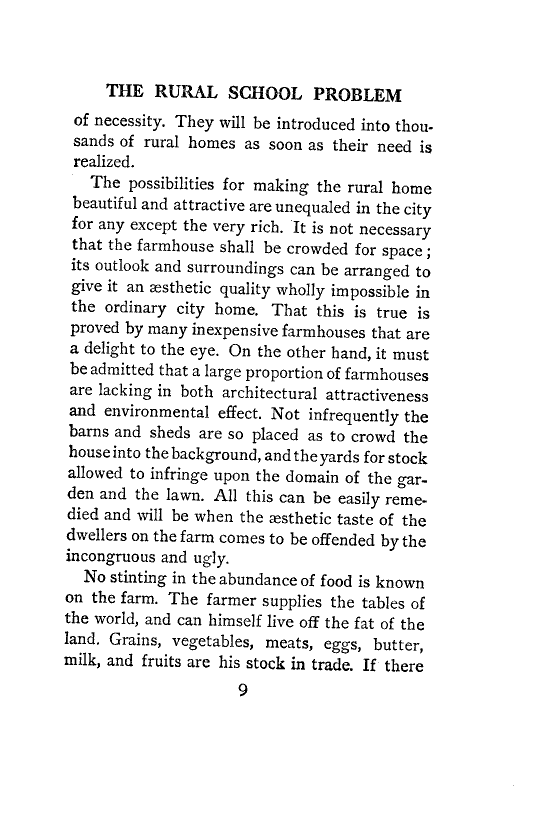 THE RURAL SCHOOL PROBLEM
of necessity. They will be introduced into thou-
sands of rural homes as soon as their need is
realized.
The possibilities for making the rural home
beautiful and attractive are unequaled in the city
for any except the very rich. It is not necessary
that the farmhouse shall be crowded for space;
its outlook and surroundings can be arranged to
give it an æsthetic quality wholly impossible in
the ordinary city home. That this is true is
proved by many inexpensive farmhouses that are
a delight to the eye. On the other hand, it must
be admitted that a large proportion of farmhouses
are lacking in both architectural attractiveness
and environmental effect. Not infrequently the
barns and sheds are so placed as to crowd the
house into the background, and the yards for stock
allowed to infringe upon the domain of the gar-
den and the lawn. All this can be easily reme-
died and will be when the æsthetic taste of the
dwellers on the farm comes to be offended by the
incongruous and ugly.
No stinting in the abundance of food is known
on the farm. The farmer supplies the tables of
the world, and can himself live off the fat of the
land. Grains, vegetables, meats, eggs, butter,
milk, and fruits are his stock in trade. If there
9